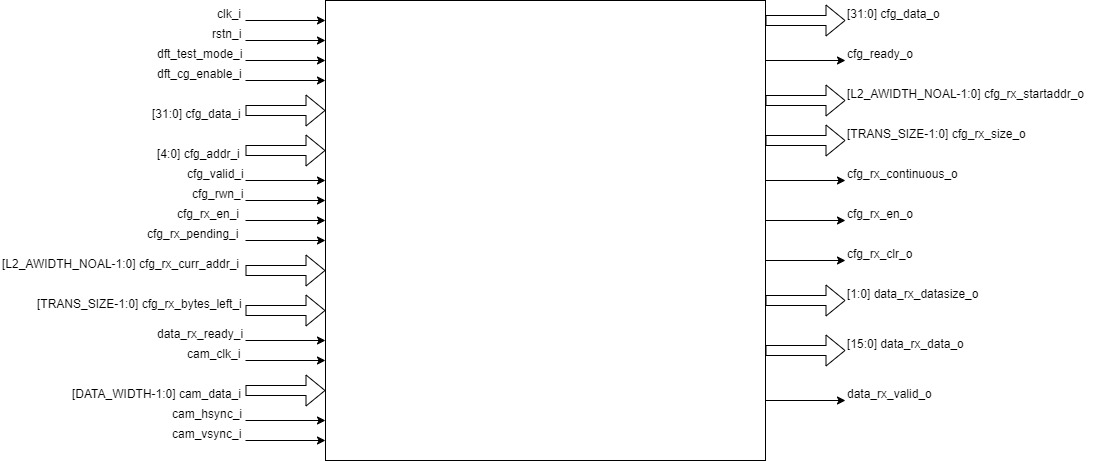 clk_i
rstn_i
dft_test_mode_i
dft_cg_enable_i
[31:0] cfg_data_i
[4:0] cfg_addr_i
cfg_valid_i
cfg_rwn_i
cfg_rx_en_i
cfg_rx_pending_i
[L2_AWIDTH_NOAL-1:0] cfg_rx_curr_addr_i
[TRANS_SIZE-1:0] cfg_rx_bytes_left_i
data_rx_ready_i
cam_clk_i
[DATA_WIDTH-1:0] cam_data_i
cam_hsync_i
cam_vsync_i
[31:0] cfg_data_o
cfg_ready_o
[L2_AWIDTH_NOAL-1:0] cfg_rx_startaddr_o
[TRANS_SIZE-1:0] cfg_rx_size_o
cfg_rx_continuous_o
cfg_rx_en_o
cfg_rx_clr_o
[1:0] data_rx_datasize_o
[15:0] data_rx_data_o
data_rx_valid_o